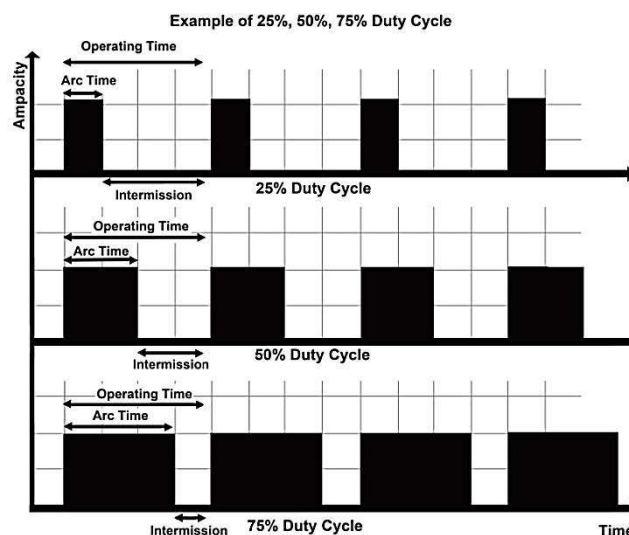 Example of 25%, 50%, 75% Duty Cycle
Operating Time
Ampacity
Arc Time
Intermission
25% Duty Cycle
Operating Time
Arc Time
Intermission
50% Duty Cycle
Operating Time
Arc Time
Intermission
75% Duty Cycle
Time